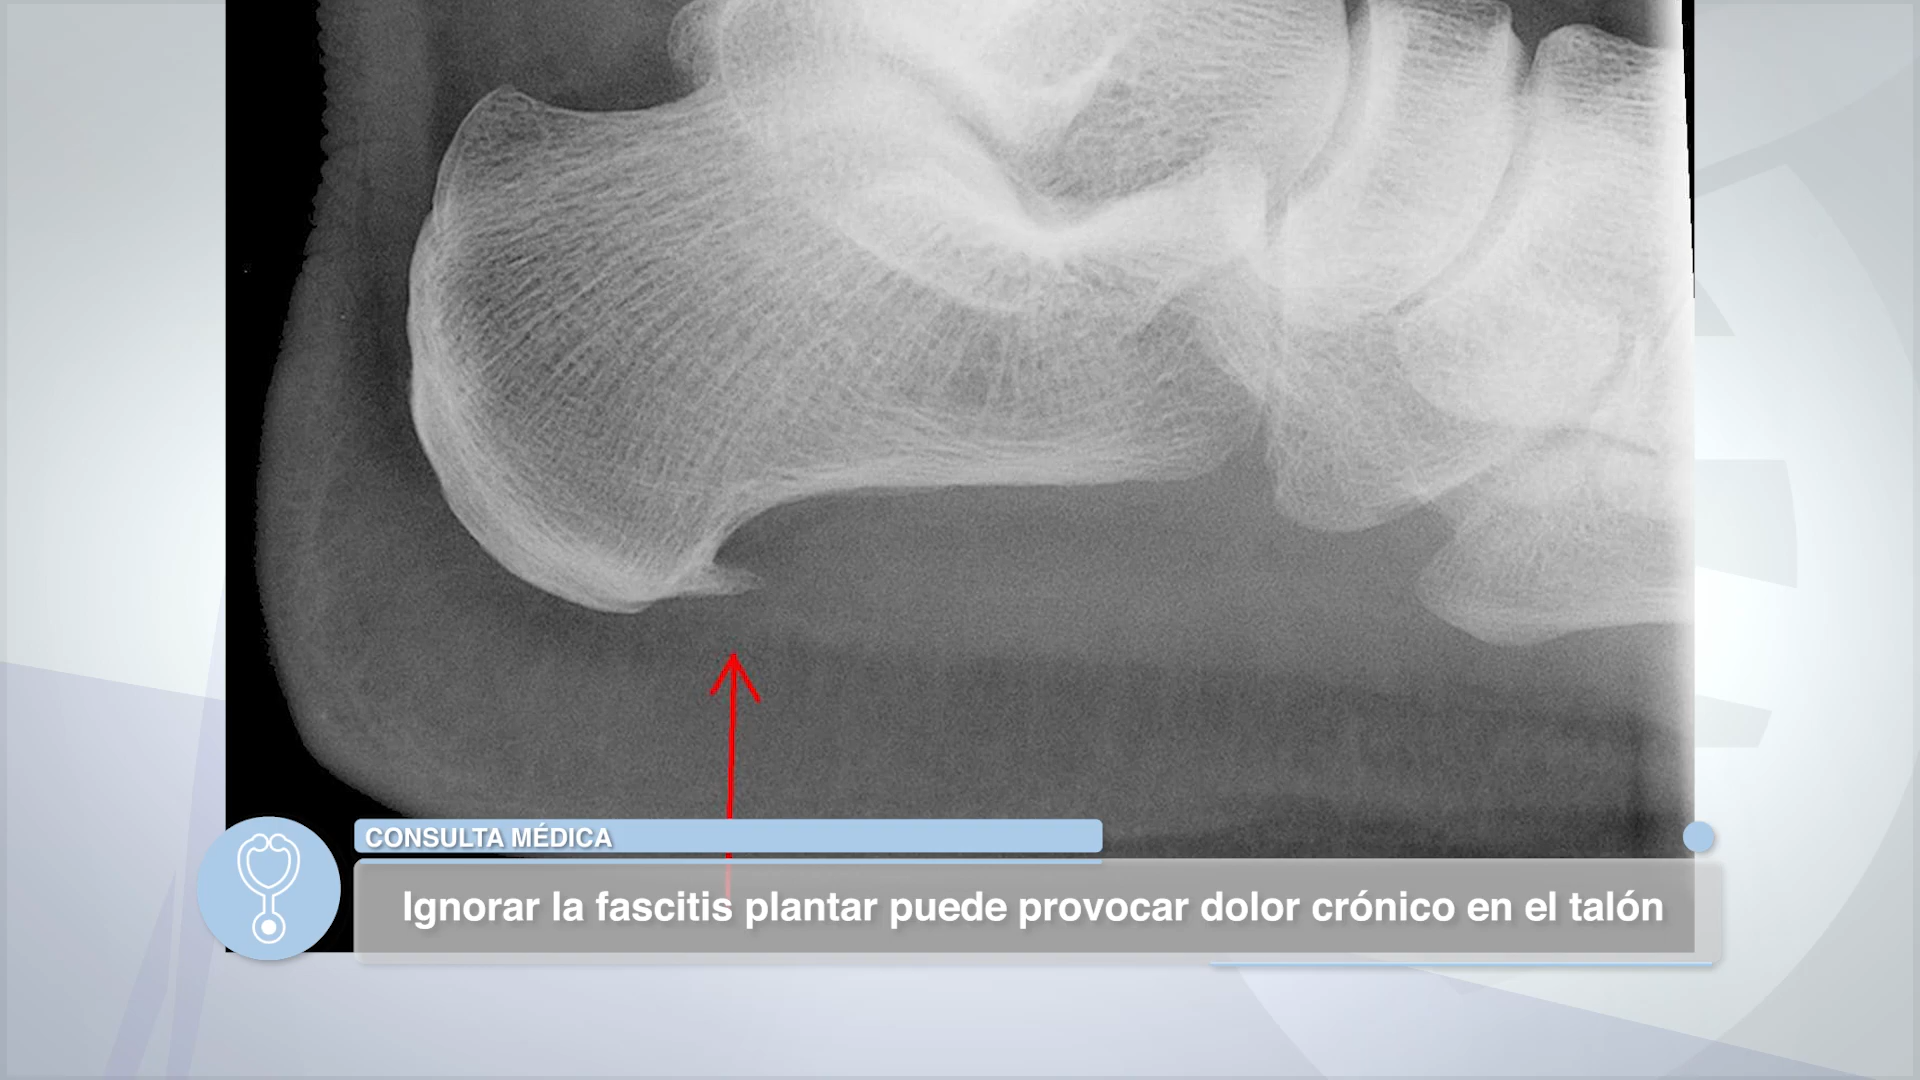 CONSULTA MÉDICA
Ignorar la fascitis plantar puede provocar dolor crónico en el talón